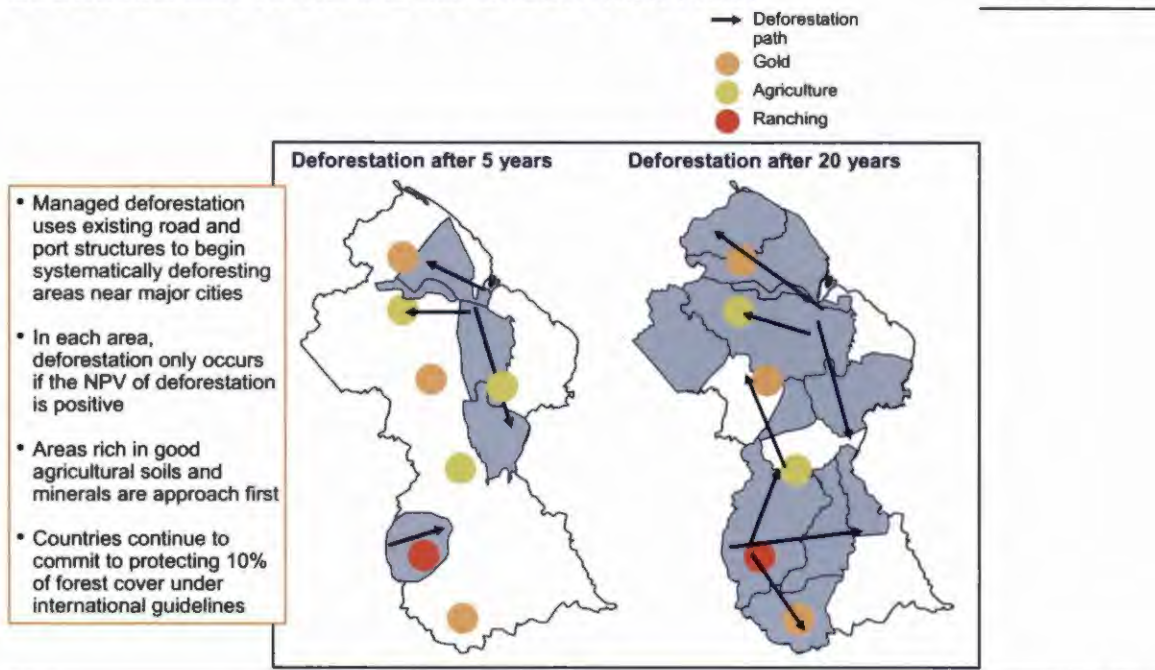 Deforestation
path
Gold
Agriculture
Ranching
Deforestation after 5 years
Deforestation after 20 years
• Managed deforestation
uses existing road and
port structures to begin
systematically deforesting
areas near major cities
• In each area,
deforestation only occurs
if the NPV of deforestation
is positive
• Areas rich in good
agricultural soils and
minerals are approach first
• Countries continue to
commit to protecting 10%
of forest cover under
international guidelines